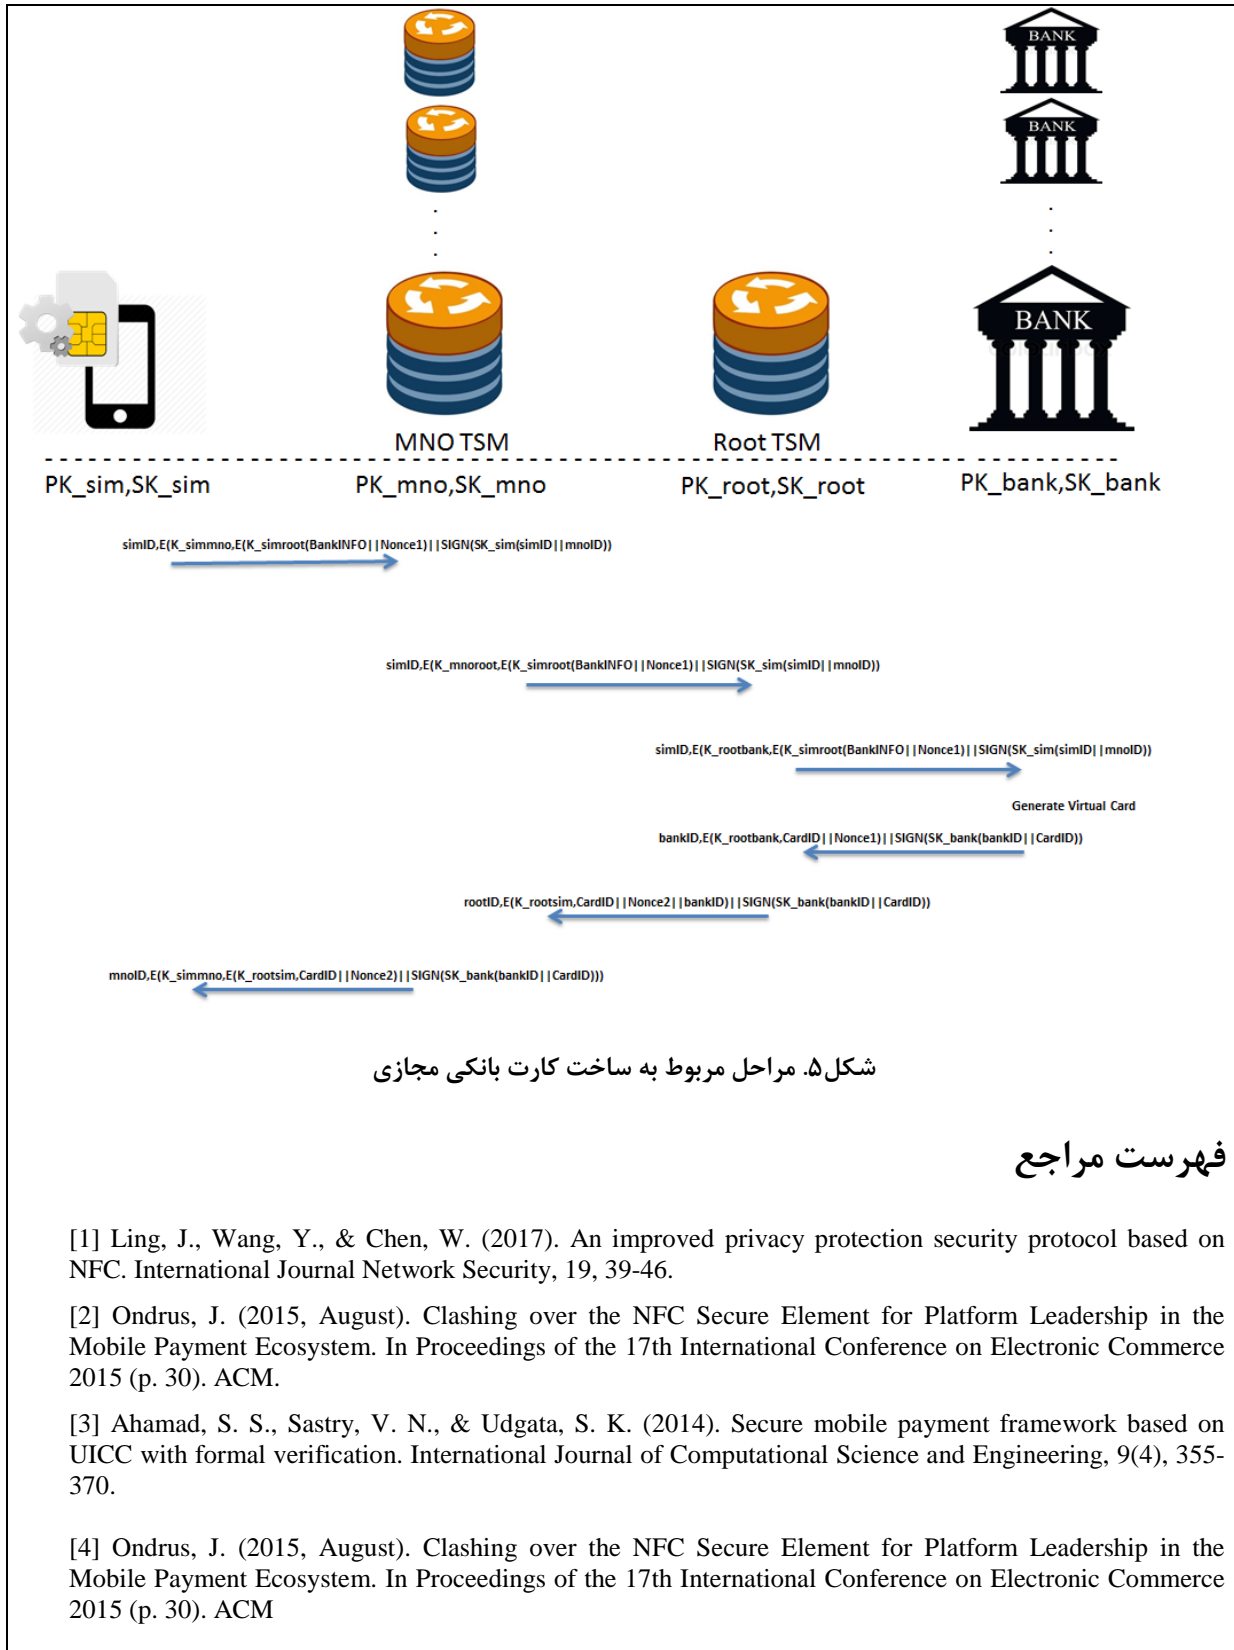 BANK
BANK
BANK
MNO TSM
Root TSM
PK_sim,SK_sim
PK_mno,SK_mno
PK_root,SK_root
PK_bank,SK_bank
simID,E(K_simmno,E(K_simroot(BankINFO||Nonce1)||SIGN(SK_sim(simID||mnoID))
simID,E(K_mnoroot,E(K_simroot(BankINFO||Nonce1)||SIGN(SK_sim(simID||mnoID))
simID,E(K_rootbank,E(K_simroot(BankINFO||Nonce1)||SIGN(SK_sim(simID||mnoID))
Generate Virtual Card
bankID,E(K_rootbank,CardID||Nonce1)||SIGN(SK_bank(bankID||CardID))
rootID,E(K_rootsim,CardID||Nonce2||bankID)||SIGN(SK_bank(bankID||CardID))
mnoID,E(K_simmno,E(K_rootsim,CardID||Nonce2)||SIGN(SK_bank(bankID||CardID)))
شکل۵. مراحل مربوط به ساخت کارت بانکی مجازی
فهرست مراجع
[1] Ling, J., Wang, Y., & Chen, W. (2017). An improved privacy protection security protocol based on
NFC. International Journal Network Security, 19, 39-46.
[2] Ondrus, J. (2015, August). Clashing over the NFC Secure Element for Platform Leadership in the
Mobile Payment Ecosystem. In Proceedings of the 17th International Conference on Electronic Commerce
2015 (p. 30). ACM.
[3] Ahamad, S. S., Sastry, V. N., & Udgata, S. K. (2014). Secure mobile payment framework based on
UICC with formal verification. International Journal of Computational Science and Engineering, 9(4), 355-
370.
[4] Ondrus, J. (2015, August). Clashing over the NFC Secure Element for Platform Leadership in the
Mobile Payment Ecosystem. In Proceedings of the 17th International Conference on Electronic Commerce
2015 (p. 30). ACM